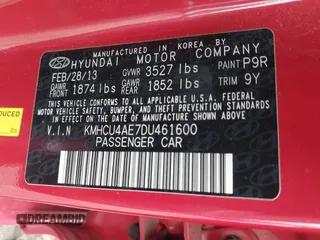 MANUFACTURED IN KOREA BY
HYUNDAI MOTOR COMPANY
FEB/28/13 GVWR 3527 lbs PAINT P9R
GAWR FRONT 1874 lbs GAWR REAR 1852 lbs TRIM 9Y
THIS VEHICLE CONFORMS TO ALL APPLICABLE U.S.A. FEDERAL
MOTOR VEHICLE SAFETY, BUMPER, AND THEFT PREVENTION
STANDARDS IN EFFECT ON THE DATE OF MANUFACTURE SHOWN ABOVE.
V.I.N KMHCU4AE7DU461600
PASSENGER CAR
DREAMBID